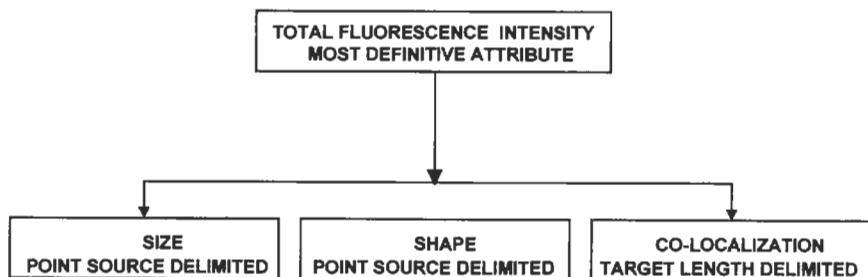 TOTAL FLUORESCENCE INTENSITY
MOST DEFINITIVE ATTRIBUTE
SIZE
POINT SOURCE DELIMITED
SHAPE
POINT SOURCE DELIMITED
CO-LOCALIZATION
TARGET LENGTH DELIMITED